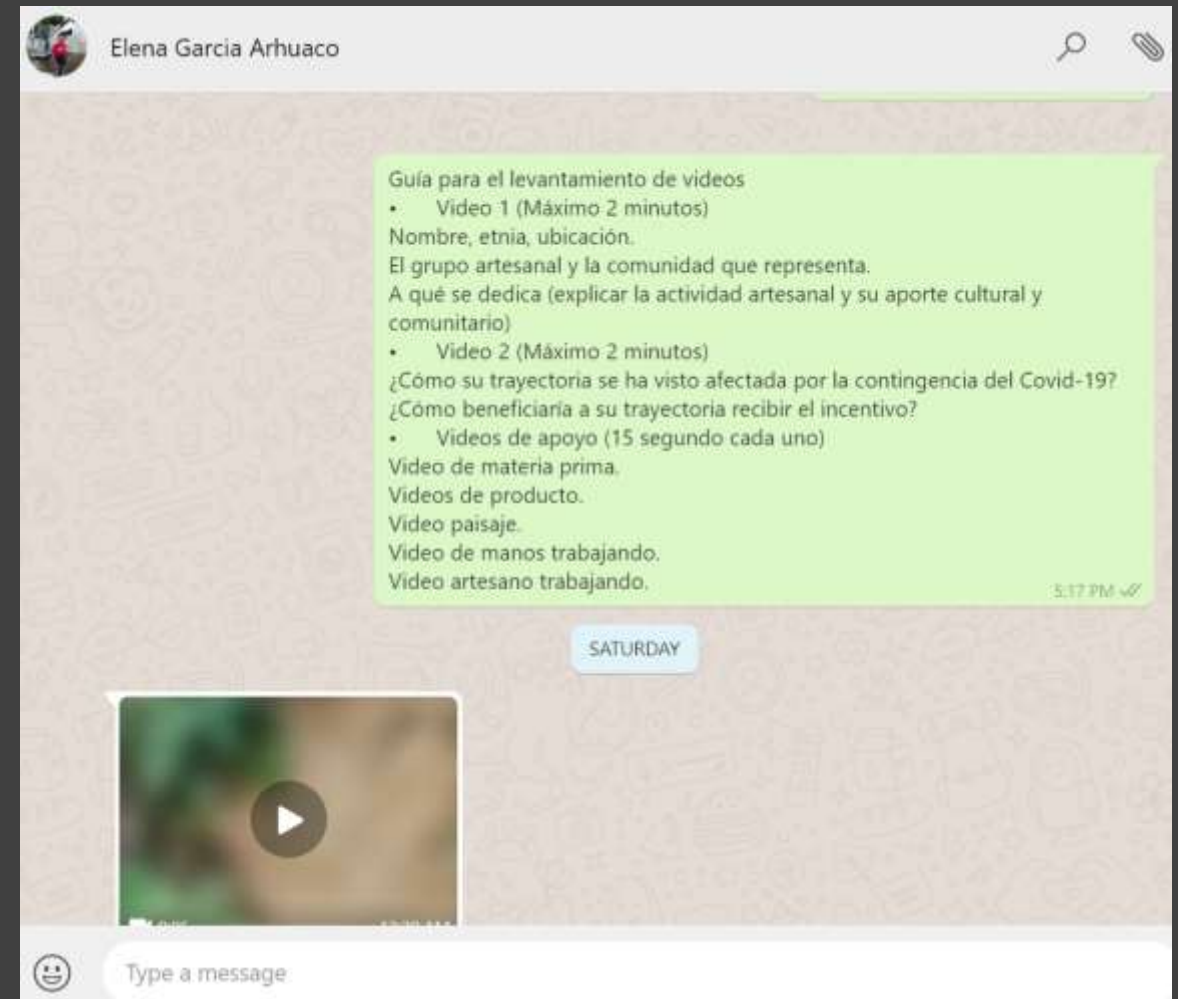 Elena Garcia Arhuaco
Guía para el levantamiento de videos
• Video 1 (Máximo 2 minutos)
Nombre, etnia, ubicación.
El grupo artesanal y la comunidad que representa.
A qué se dedica (explicar la actividad artesanal y su aporte cultural y
comunitario)
• Video 2 (Máximo 2 minutos)
¿Cómo su trayectoria se ha visto afectada por la contingencia del Covid-19?
¿Cómo beneficiaría a su trayectoria recibir el incentivo?
• Videos de apoyo (15 segundo cada uno)
Video de materia prima.
Videos de producto.
Video paisaje.
Video de manos trabajando.
Video artesano trabajando.
5:17 PM
SATURDAY
Type a message